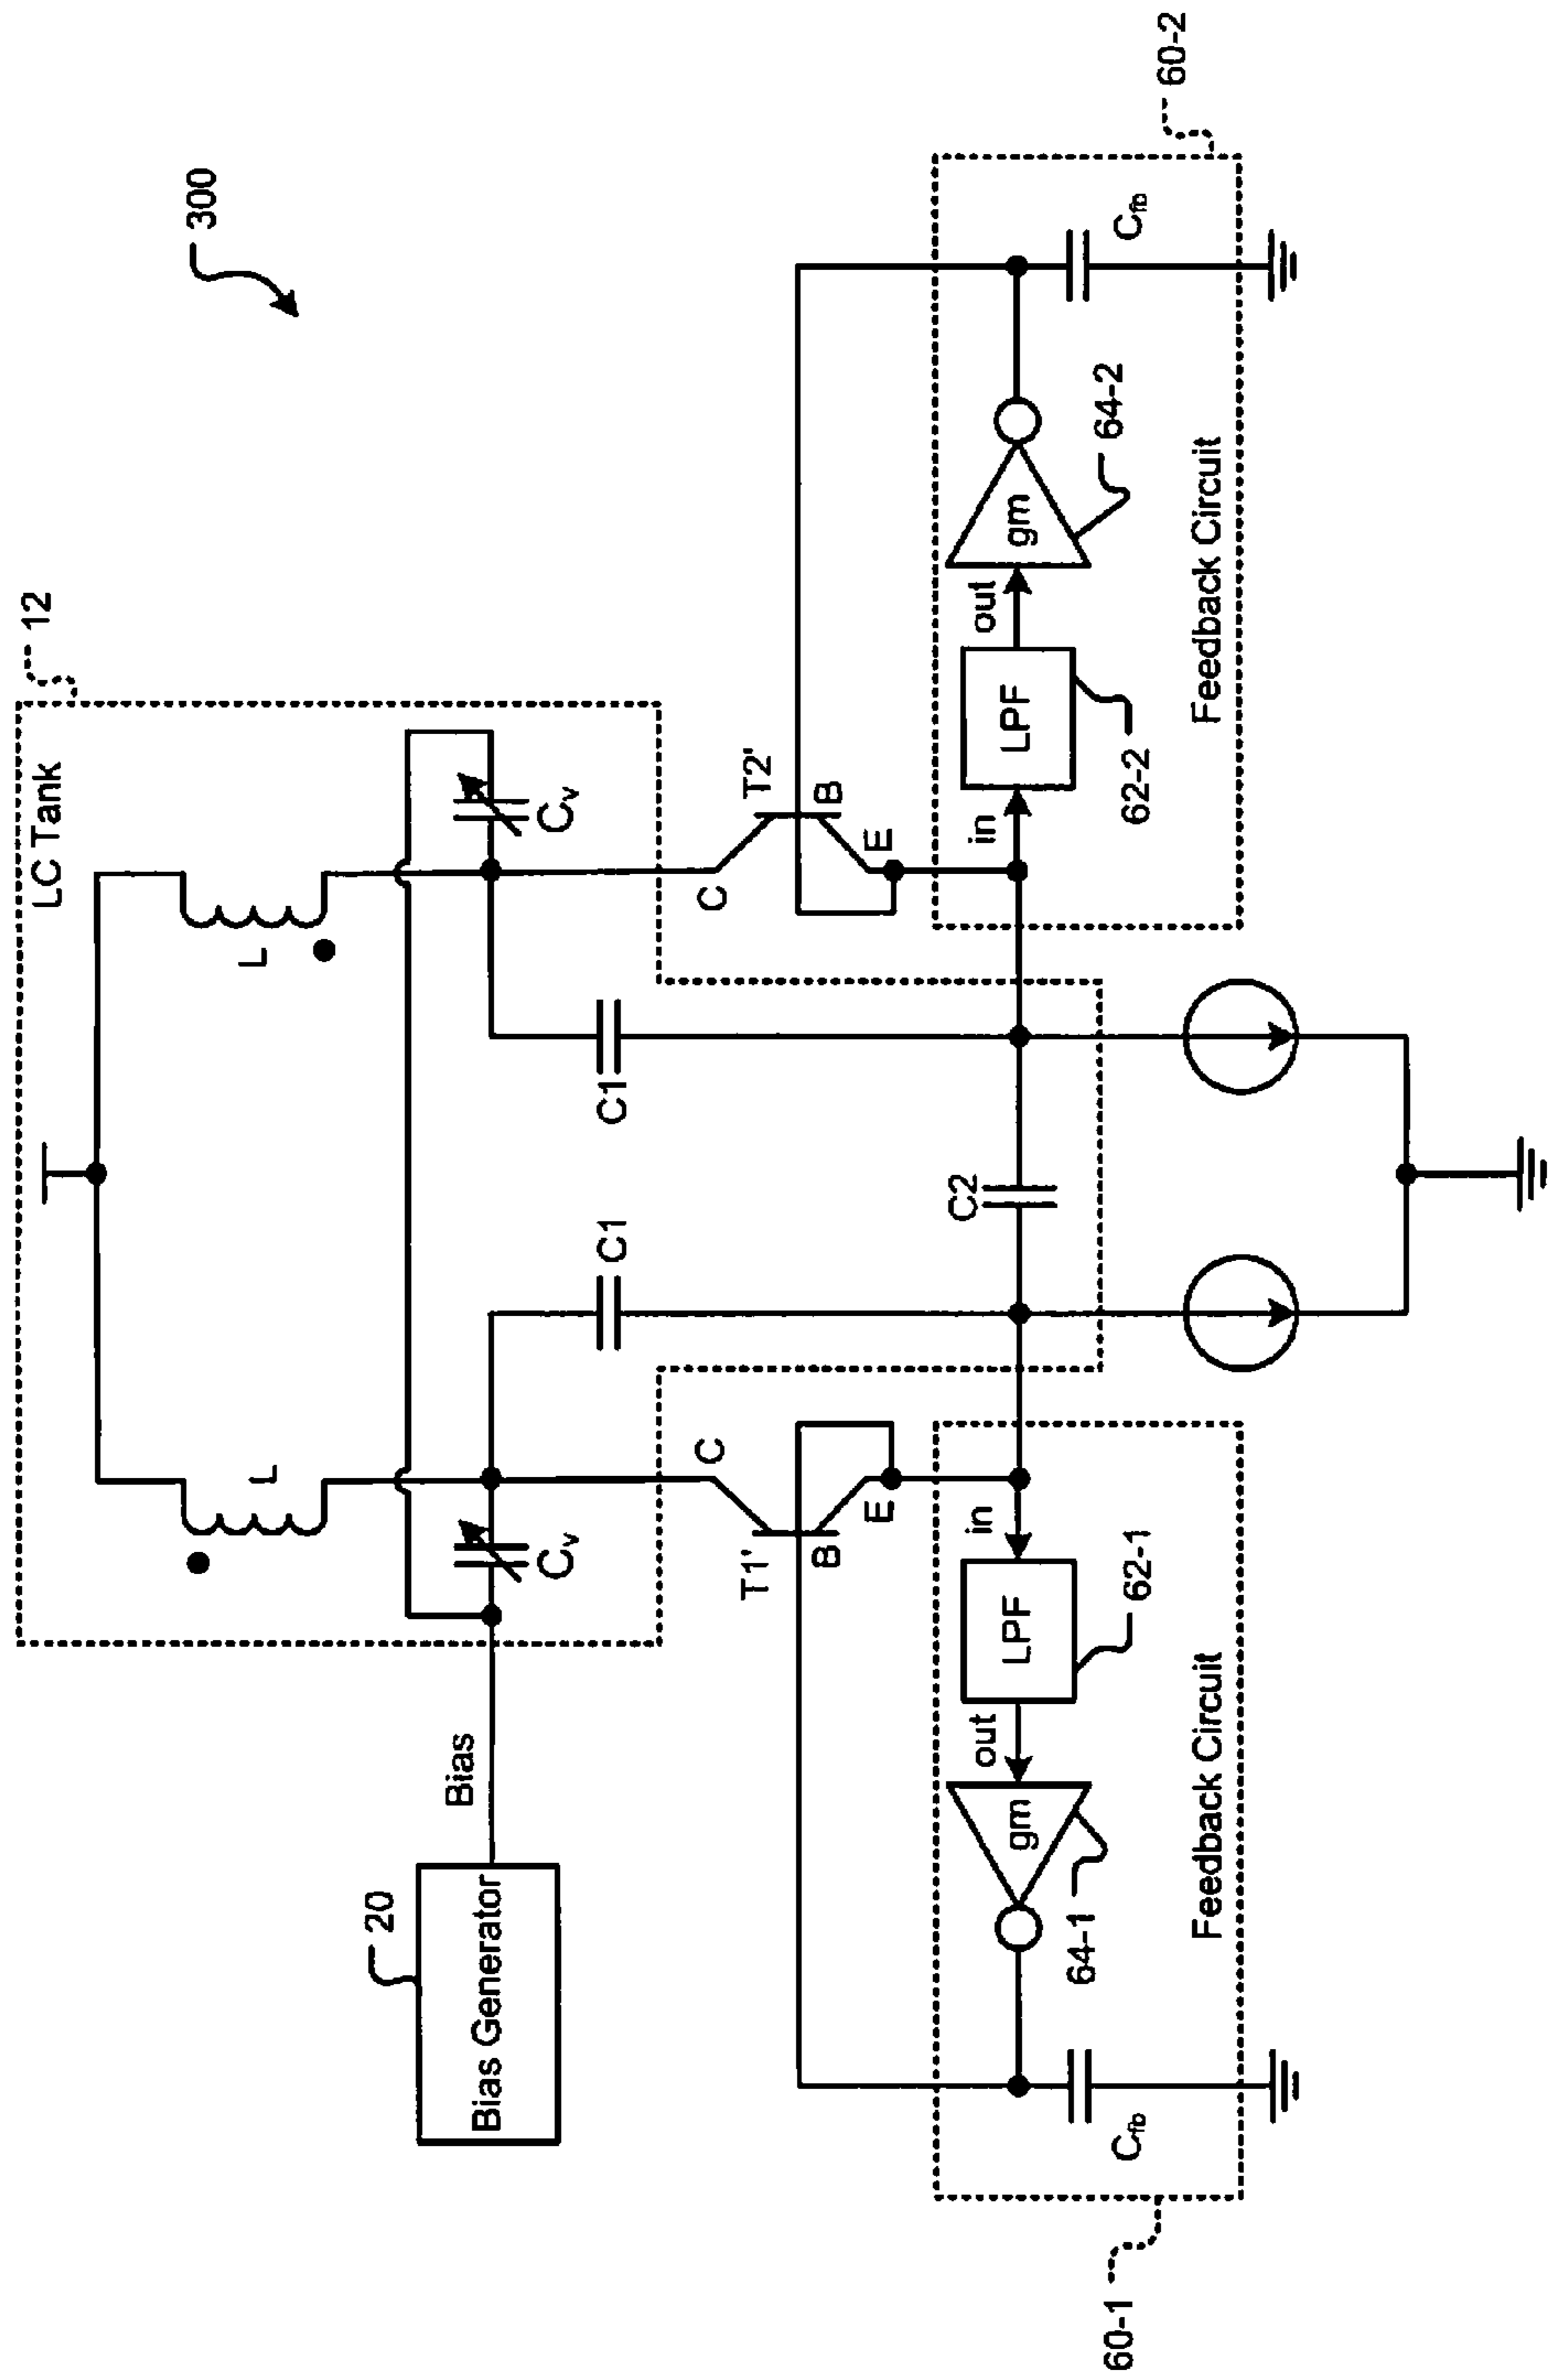 300
12
LC Tank
L
L
20
Bias Generator
Bias
Cv
Cv
C1
C1
C
C
T1'
T2'
B
B
E
E
C2
60-1
60-2
in
in
LPF
LPF
out
out
gm
gm
62-1
62-2
64-1
64-2
Cfb
Cfb
Feedback Circuit
Feedback Circuit